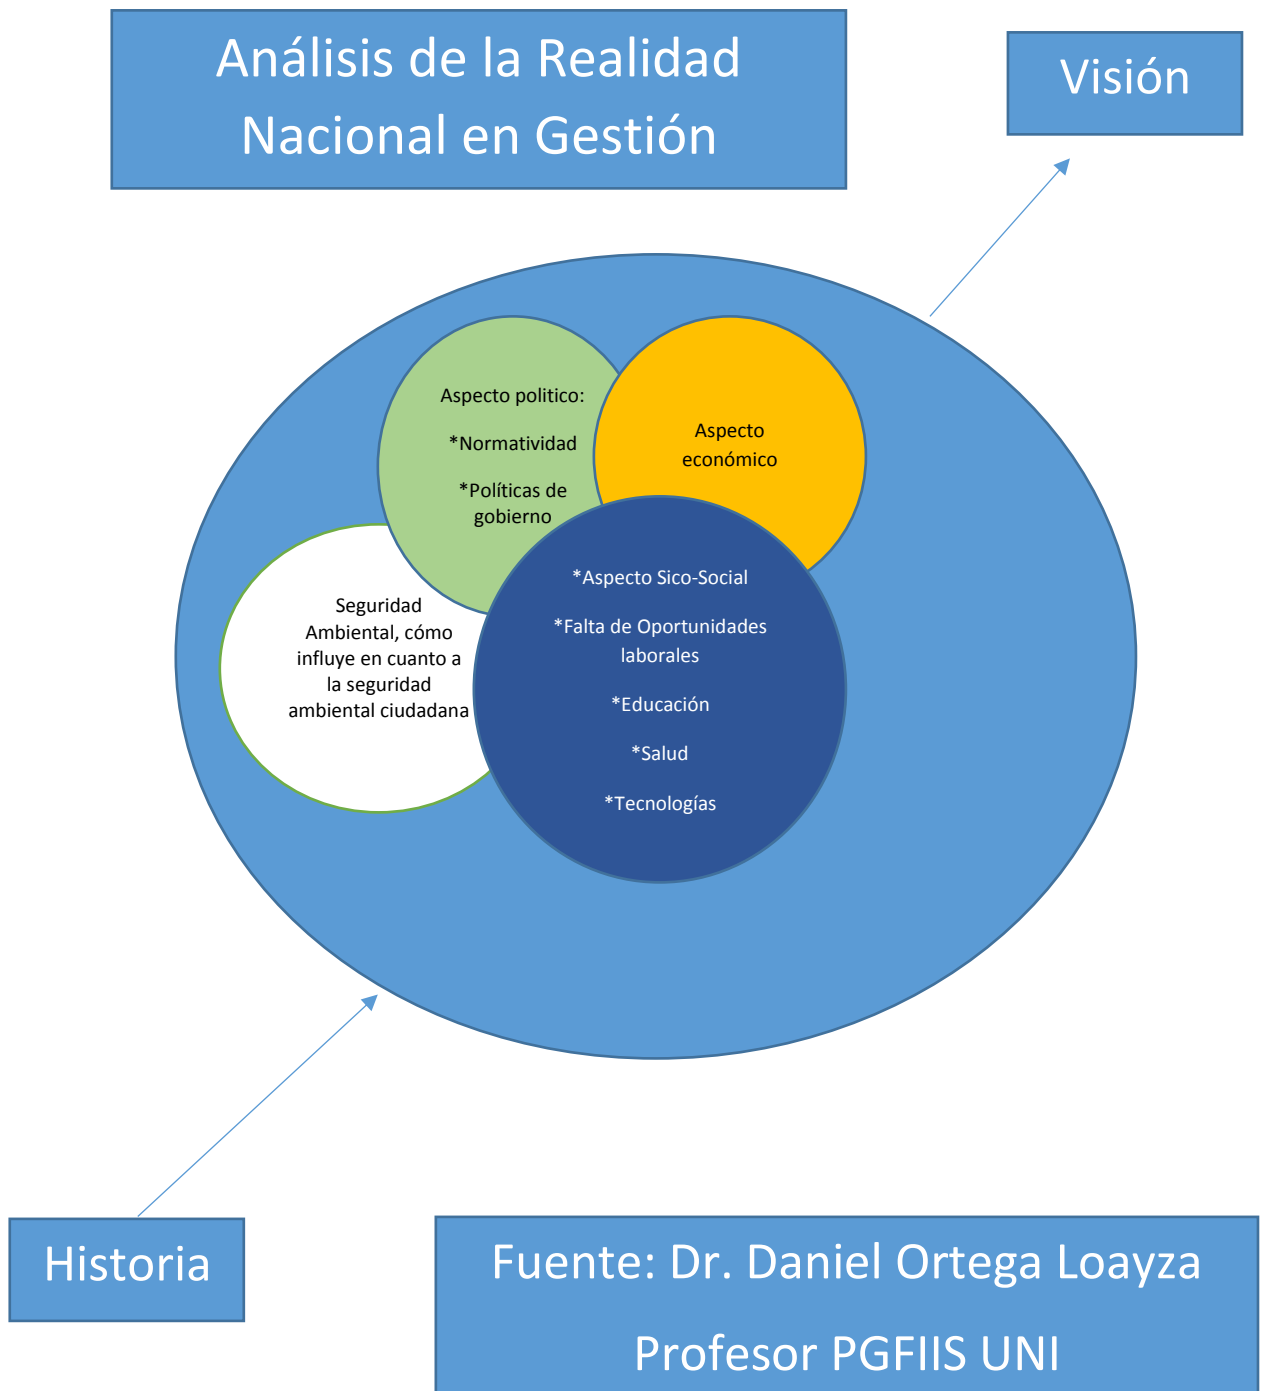 Análisis de la Realidad
Nacional en Gestión
Visión
Aspecto politico:
*Normatividad
*Políticas de
gobierno
Aspecto
económico
Seguridad
Ambiental, cómo
influye en cuanto a
la seguridad
ambiental ciudadana
*Aspecto Sico-Social
*Falta de Oportunidades
laborales
*Educación
*Salud
*Tecnologías
Historia
Fuente: Dr. Daniel Ortega Loayza
Profesor PGFIIS UNI